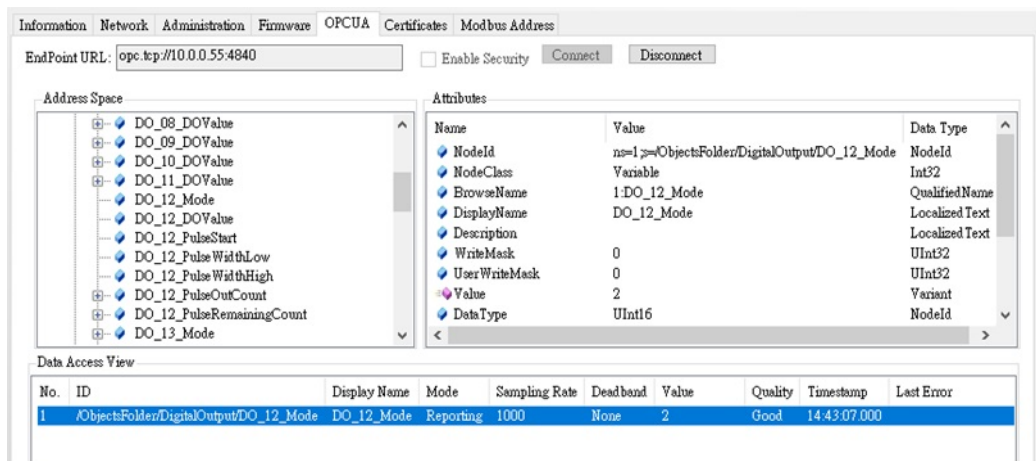 Information Network Administration Firmware OPCUA Certificates Modbus Address
EndPoint URL: opc.tcp://10.0.0.55:4840 Enable Security Connect Disconnect
Address Space
DO_08_DOValue
DO_09_DOValue
DO_10_DOValue
DO_11_DOValue
DO_12_Mode
DO_12_DOValue
DO_12_PulseStart
DO_12_PulseWidthLow
DO_12_PulseWidthHigh
DO_12_PulseOutCount
DO_12_PulseRemainingCount
DO_13_Mode
Attributes
Name Value Data Type
NodeId ns=1;s=/ObjectsFolder/DigitalOutput/DO_12_Mode NodeId
NodeClass Variable Int32
BrowseName 1:DO_12_Mode QualifiedName
DisplayName DO_12_Mode LocalizedText
Description LocalizedText
WriteMask 0 UInt32
UserWriteMask 0 UInt32
Value 2 Variant
DataType UInt16 NodeId
Data Access View
No. ID Display Name Mode Sampling Rate Deadband Value Quality Timestamp Last Error
1 /ObjectsFolder/DigitalOutput/DO_12_Mode DO_12_Mode Reporting 1000 None 2 Good 14:43:07.000